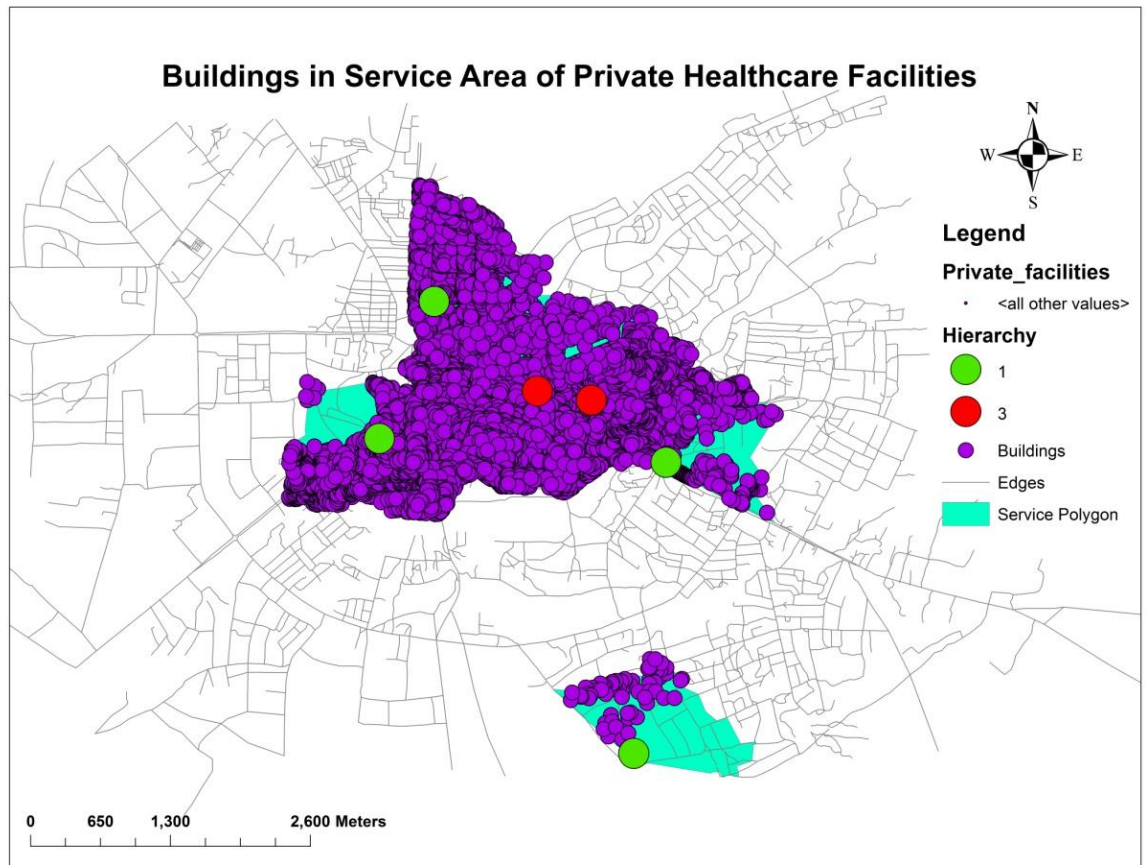 Buildings in Service Area of Private Healthcare Facilities
N
W E
S
Legend
Private_facilities
<all other values>
Hierarchy
1
3
Buildings
Edges
Service Polygon
0 650 1,300 2,600 Meters